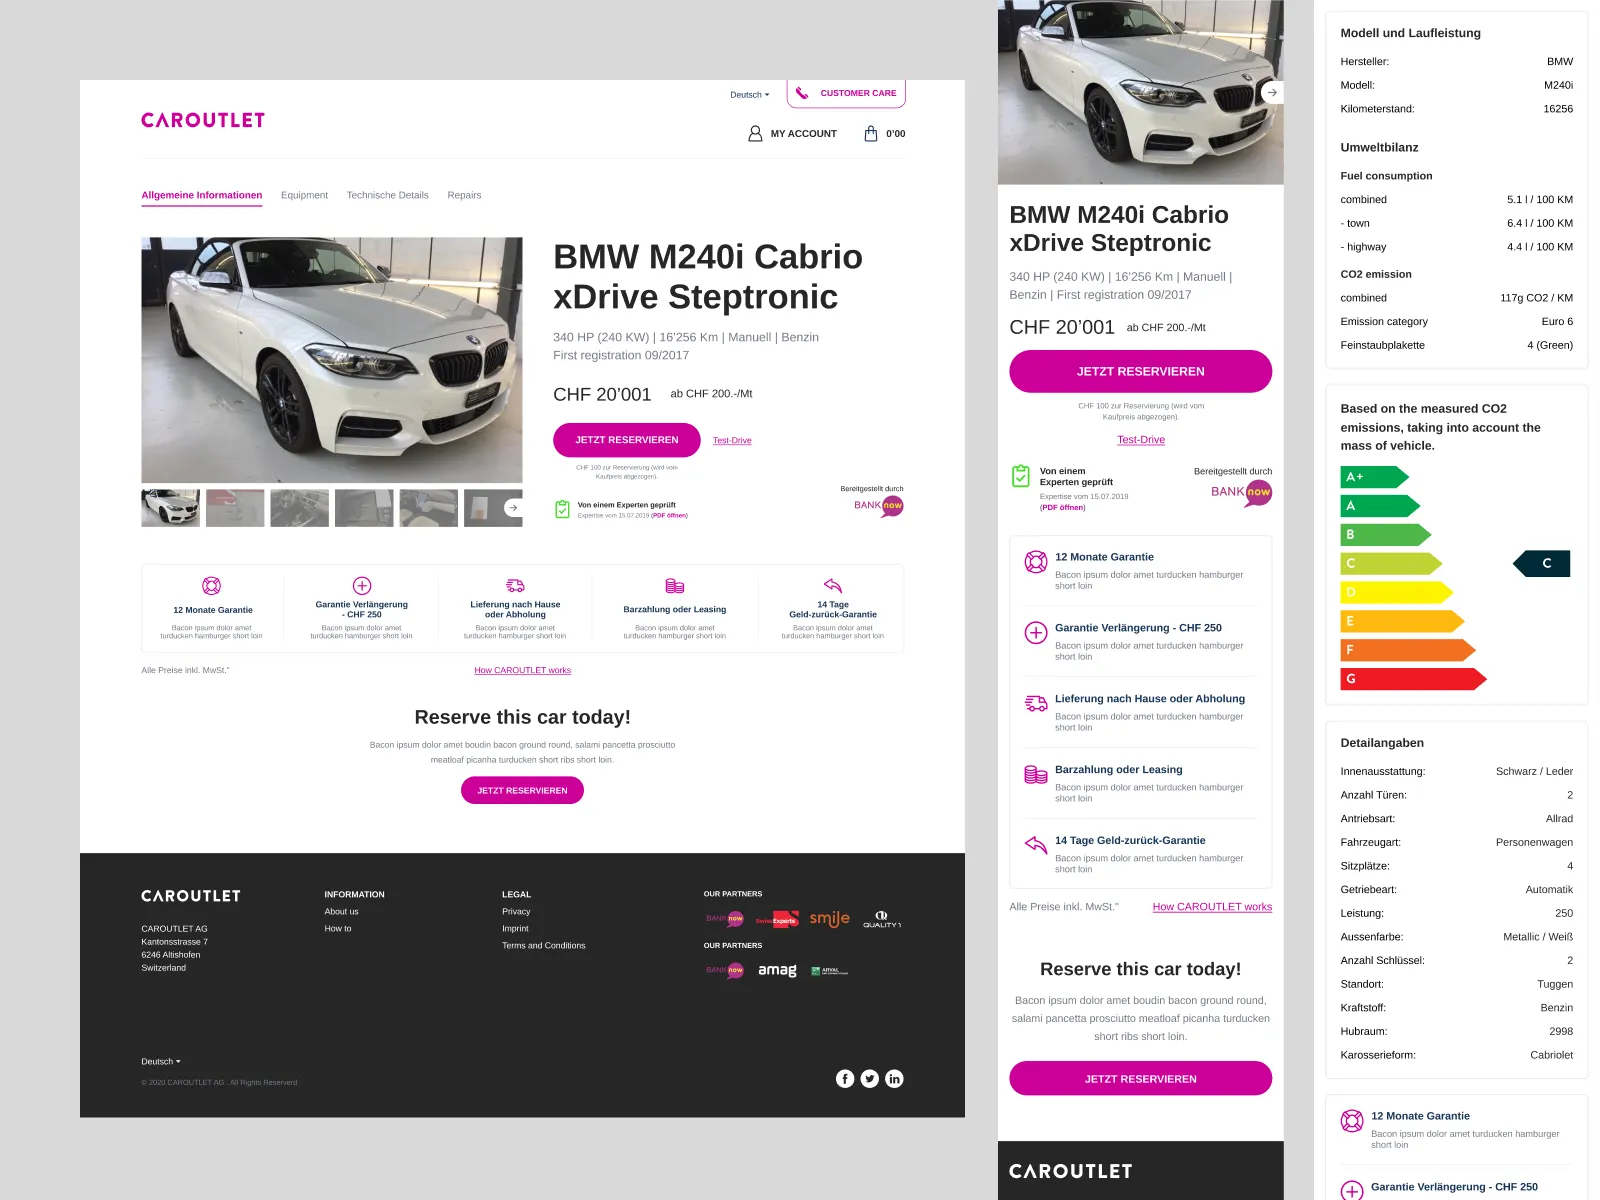 Deutsch
CUSTOMER CARE
CAROUTLET
MY ACCOUNT
0'00
Allgemeine Informationen
Equipment
Technische Details
Repairs
BMW M240i Cabrio
xDrive Steptronic
340 HP (240 KW) | 16'256 Km | Manuell | Benzin
First registration 09/2017
CHF 20'001
ab CHF 200.-/Mt
JETZT RESERVIEREN
Test-Drive
CHF 100 zur Reservierung (wird vom
Kaufpreis abgezogen).
Von einem Experten geprüft
Expertise vom 15.07.2019 (PDF öffnen)
Bereitgestellt durch
BANK now
12 Monate Garantie
Bacon ipsum dolor amet
turducken hamburger short loin
Garantie Verlängerung
- CHF 250
Bacon ipsum dolor amet
turducken hamburger short loin
Lieferung nach Hause
oder Abholung
Bacon ipsum dolor amet
turducken hamburger short loin
Barzahlung oder Leasing
Bacon ipsum dolor amet
turducken hamburger short loin
14 Tage
Geld-zurück-Garantie
Bacon ipsum dolor amet
turducken hamburger short loin
Alle Preise inkl. MwSt."
How CAROUTLET works
Reserve this car today!
Bacon ipsum dolor amet boudin bacon ground round, salami pancetta prosciutto
meatloaf picanha turducken short ribs short loin.
JETZT RESERVIEREN
CAROUTLET
CAROUTLET AG
Kantonsstrasse 7
6246 Altishofen
Switzerland
INFORMATION
About us
How to
LEGAL
Privacy
Imprint
Terms and Conditions
OUR PARTNERS
BANK now
SwissExperts
smile
QUALITY1
OUR PARTNERS
BANK now
amag
ARVAL
Deutsch
© 2020 CAROUTLET AG . All Rights Reserverd
BMW M240i Cabrio
xDrive Steptronic
340 HP (240 KW) | 16'256 Km | Manuell |
Benzin | First registration 09/2017
CHF 20'001
ab CHF 200.-/Mt
JETZT RESERVIEREN
CHF 100 zur Reservierung (wird vom
Kaufpreis abgezogen).
Test-Drive
Von einem
Experten geprüft
Expertise vom 15.07.2019
(PDF öffnen)
Bereitgestellt durch
BANK now
12 Monate Garantie
Bacon ipsum dolor amet turducken hamburger
short loin
Garantie Verlängerung - CHF 250
Bacon ipsum dolor amet turducken hamburger
short loin
Lieferung nach Hause oder Abholung
Bacon ipsum dolor amet turducken hamburger
short loin
Barzahlung oder Leasing
Bacon ipsum dolor amet turducken hamburger
short loin
14 Tage Geld-zurück-Garantie
Bacon ipsum dolor amet turducken hamburger
short loin
Alle Preise inkl. MwSt."
How CAROUTLET works
Reserve this car today!
Bacon ipsum dolor amet boudin bacon ground round,
salami pancetta prosciutto meatloaf picanha turducken
short ribs short loin.
JETZT RESERVIEREN
CAROUTLET
Modell und Laufleistung
Hersteller: BMW
Modell: M240i
Kilometerstand: 16256
Umweltbilanz
Fuel consumption
combined 5.1 l / 100 KM
- town 6.4 l / 100 KM
- highway 4.4 l / 100 KM
CO2 emission
combined 117g CO2 / KM
Emission category Euro 6
Feinstaubplakette 4 (Green)
Based on the measured CO2
emissions, taking into account the
mass of vehicle.
A+
A
B
C C
D
E
F
G
Detailangaben
Innenausstattung: Schwarz / Leder
Anzahl Türen: 2
Antriebsart: Allrad
Fahrzeugart: Personenwagen
Sitzplätze: 4
Getriebeart: Automatik
Leistung: 250
Aussenfarbe: Metallic / Weiß
Anzahl Schlüssel: 2
Standort: Tuggen
Kraftstoff: Benzin
Hubraum: 2998
Karosserieform: Cabriolet
12 Monate Garantie
Bacon ipsum dolor amet turducken hamburger
short loin
Garantie Verlängerung - CHF 250